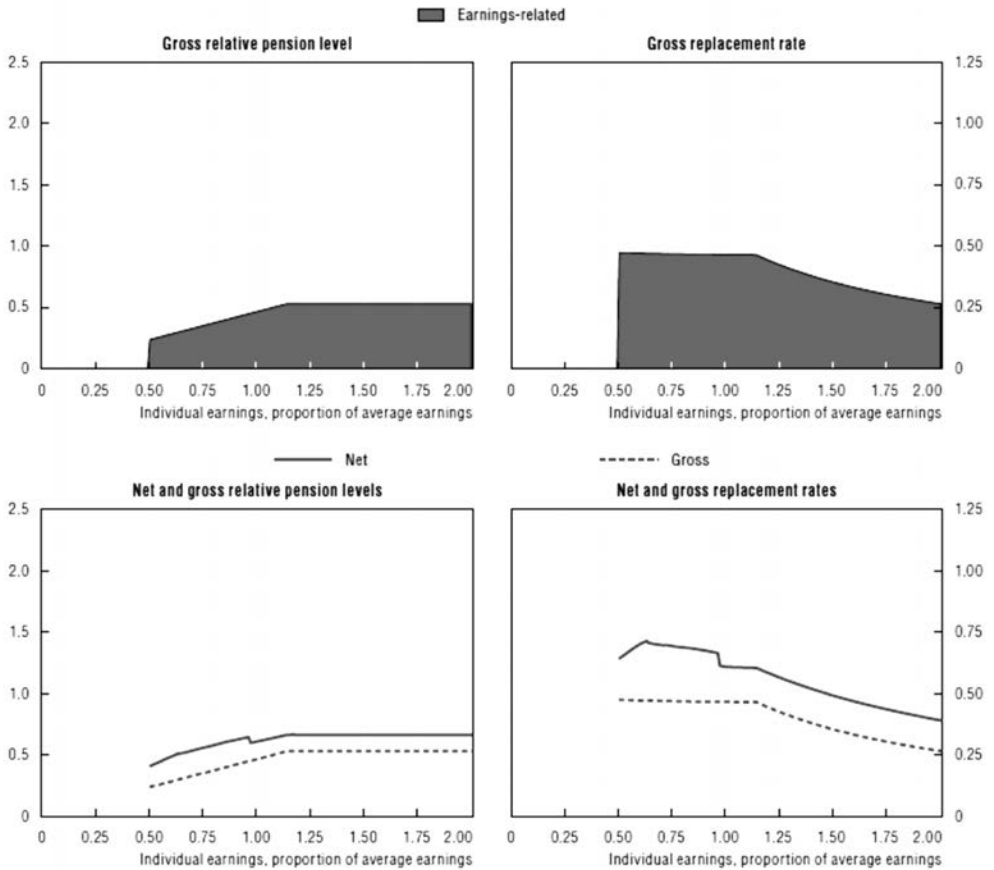 Earnings-related
Gross relative pension level
Gross replacement rate
2.5
2.0
1.5
1.0
0.5
0
1.25
1.00
0.75
0.50
0.25
0
0 0.25 0.50 0.75 1.00 1.25 1.50 1.75 2.00
Individual earnings, proportion of average earnings
0 0.25 0.50 0.75 1.00 1.25 1.50 1.75 2.00
Individual earnings, proportion of average earnings
Net
Gross
Net and gross relative pension levels
Net and gross replacement rates
2.5
2.0
1.5
1.0
0.5
0
1.25
1.00
0.75
0.50
0.25
0
0 0.25 0.50 0.75 1.00 1.25 1.50 1.75 2.00
Individual earnings, proportion of average earnings
0 0.25 0.50 0.75 1.00 1.25 1.50 1.75 2.00
Individual earnings, proportion of average earnings